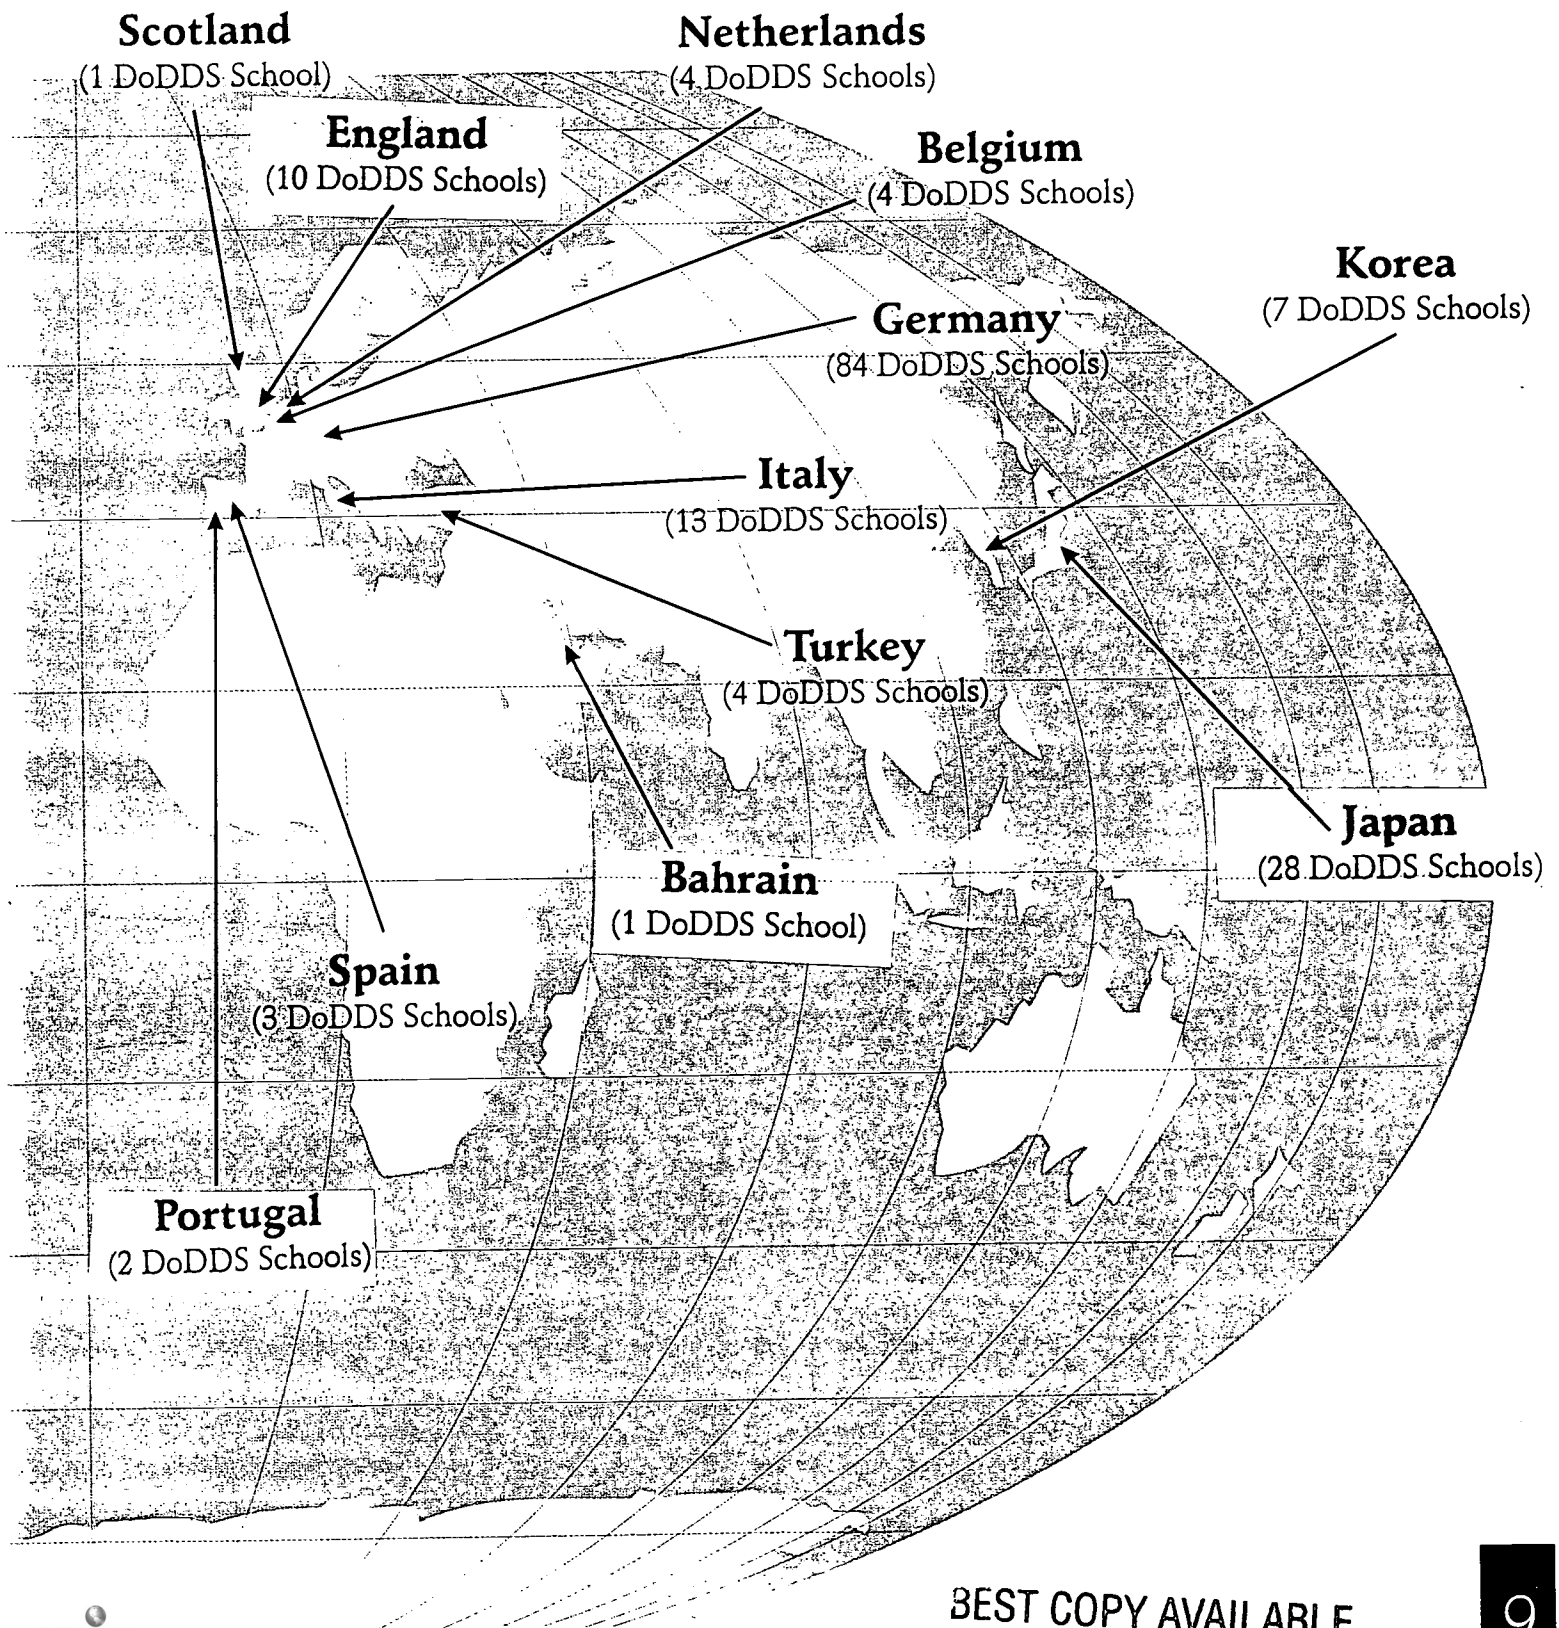 Scotland
(1 DoDDS School)
Netherlands
(4 DoDDS Schools)
England
(10 DoDDS Schools)
Belgium
(4 DoDDS Schools)
Korea
(7 DoDDS Schools)
Germany
(84 DoDDS Schools)
Italy
(13 DoDDS Schools)
Turkey
(4 DoDDS Schools)
Japan
(28 DoDDS Schools)
Bahrain
(1 DoDDS School)
Spain
(3 DoDDS Schools)
Portugal
(2 DoDDS Schools)
BEST COPY AVAILABLE
9